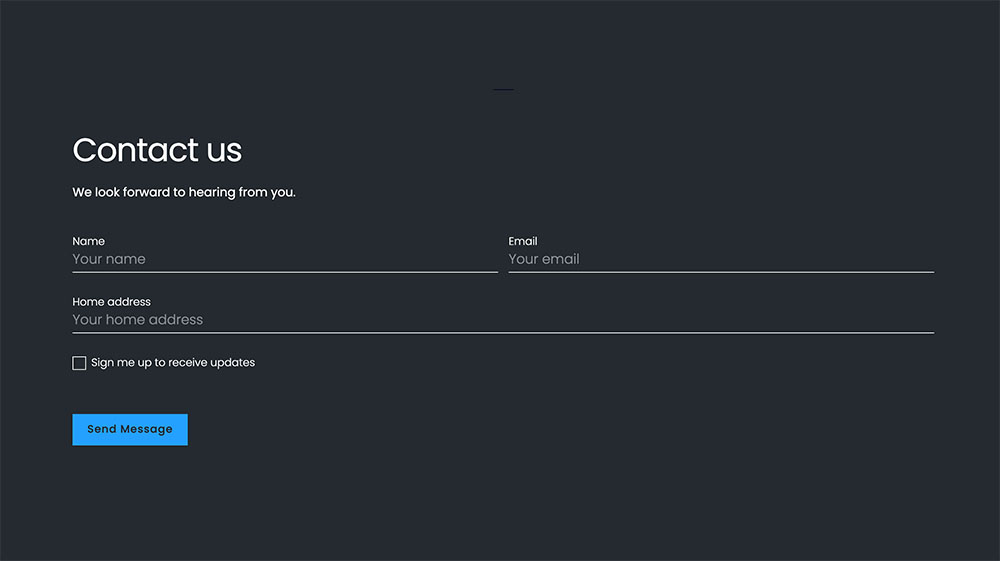 Contact us
We look forward to hearing from you.
Name
Email
Your name
Your email
Home address
Your home address
Sign me up to receive updates
Send Message